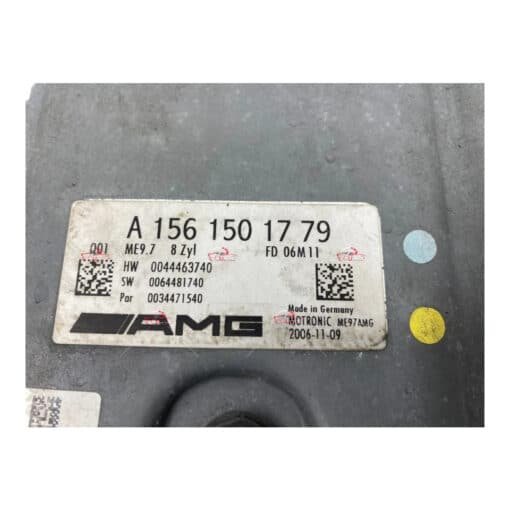 A 156 150 17 79
001 ME9.7 8 Zyl FD 06M11
HW 0044463740
SW 0064481740
Par 0034471540
AMG
Made in Germany
MOTRONIC ME97AMG
2006-11-09